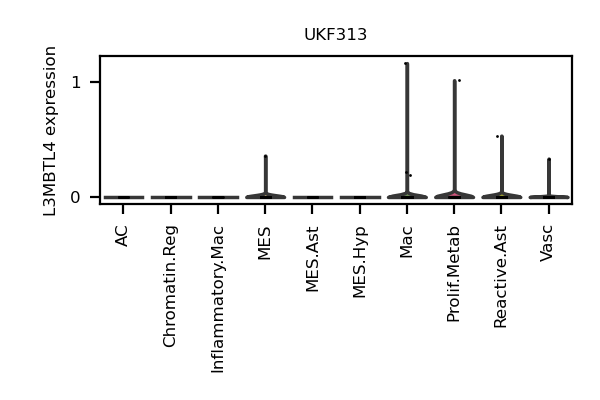 UKF313
L3MBTL4 expression
1
0
AC
Chromatin.Reg
Inflammatory.Mac
MES
MES.Ast
MES.Hyp
Mac
Prolif.Metab
Reactive.Ast
Vasc